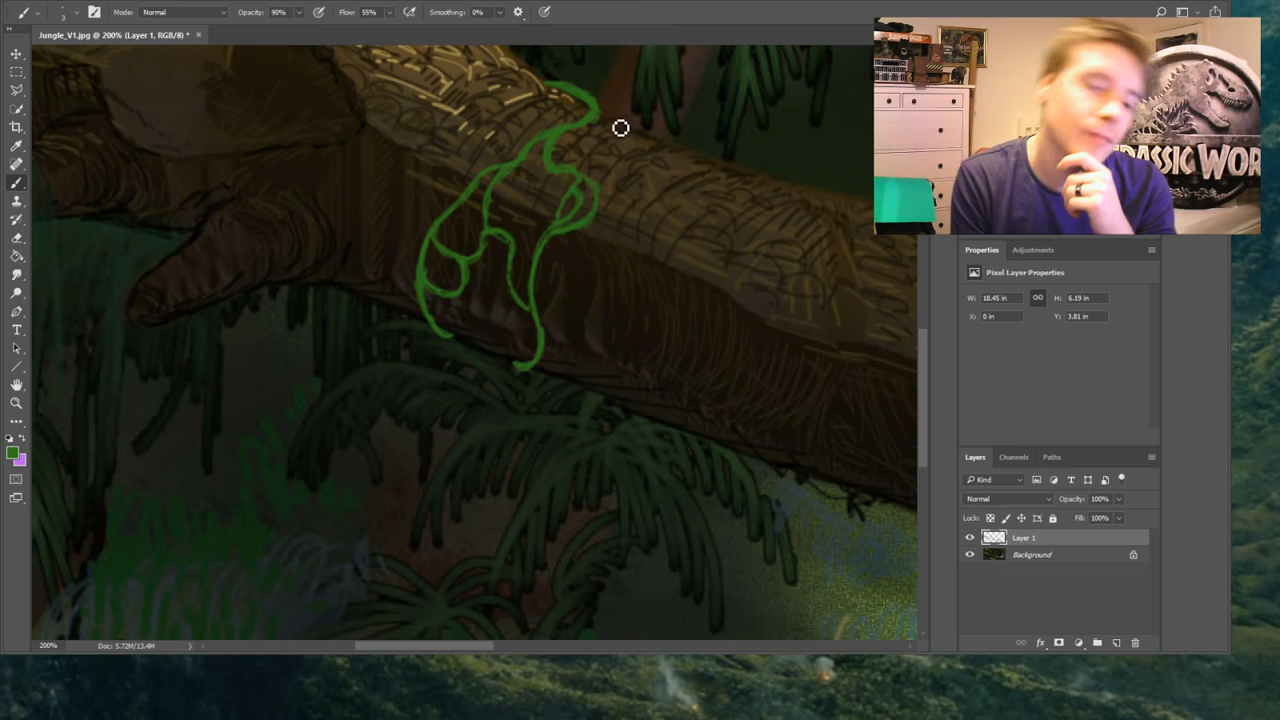 3 Mode: Normal Opacity: 90% Flow: 55% Smoothing: 0%
Jungle_V1.jpg @ 200% (Layer 1, RGB/8) *
JURASSIC WOR
Properties Adjustments
Pixel Layer Properties
W: 18.45 in H: 6.19 in
X: 0 in Y: 3.81 in
Layers Channels Paths
Kind
Normal Opacity: 100%
Lock: Fill: 100%
Layer 1
Background
200% Doc: 5.72M/13.4M